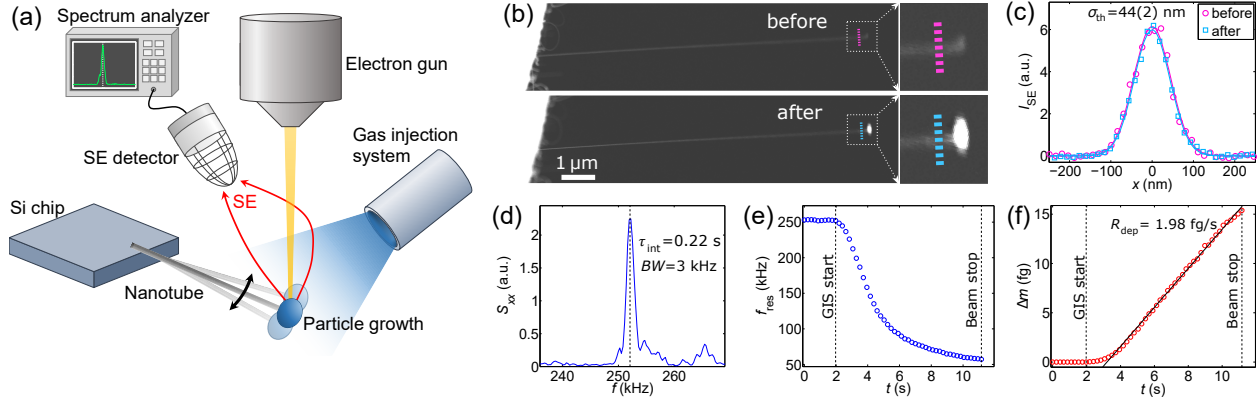 (a)
Spectrum analyzer
Electron gun
Gas injection
system
SE detector
SE
Si chip
Nanotube
Particle growth
(b)
before
after
1 μm
(c)
σth=44(2) nm
before
after
ISE (a.u.)
6
4
2
0
−200 −100 0 100 200
x (nm)
(d)
τint=0.22 s
BW=3 kHz
Sxx (a.u.)
2
1.5
1
0.5
0
240 250 260
f (kHz)
(e)
GIS start
Beam stop
fres (kHz)
250
200
150
100
50
0 2 4 6 8 10
t (s)
(f)
Rdep= 1.98 fg/s
GIS start
Beam stop
Δm (fg)
15
10
5
0
0 2 4 6 8 10
t (s)